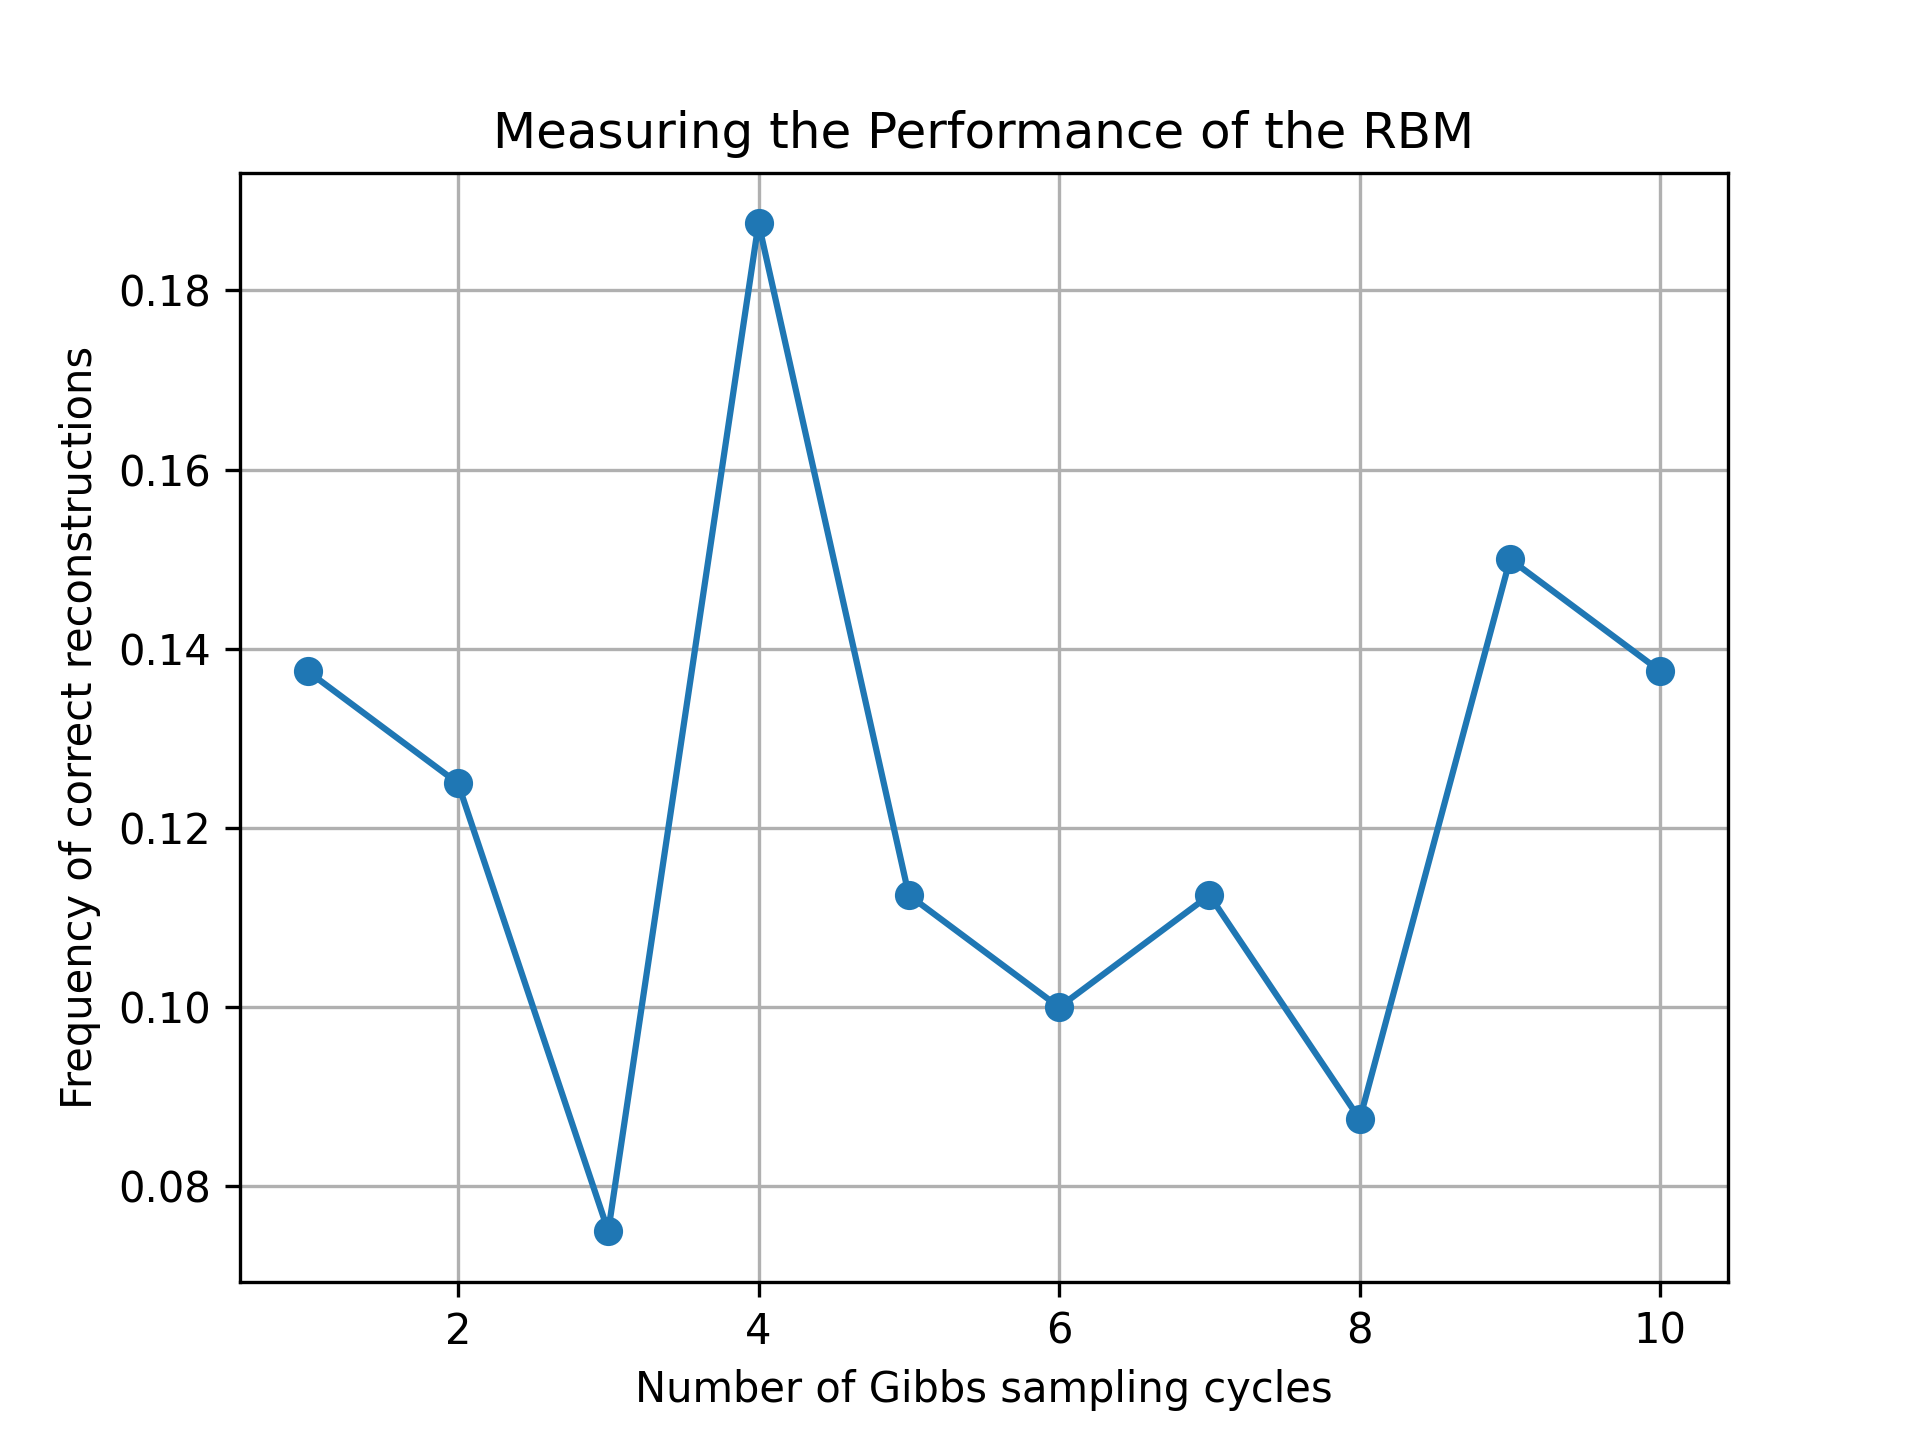 Measuring the Performance of the RBM
Frequency of correct reconstructions
0.18
0.16
0.14
0.12
0.10
0.08
2 4 6 8 10
Number of Gibbs sampling cycles